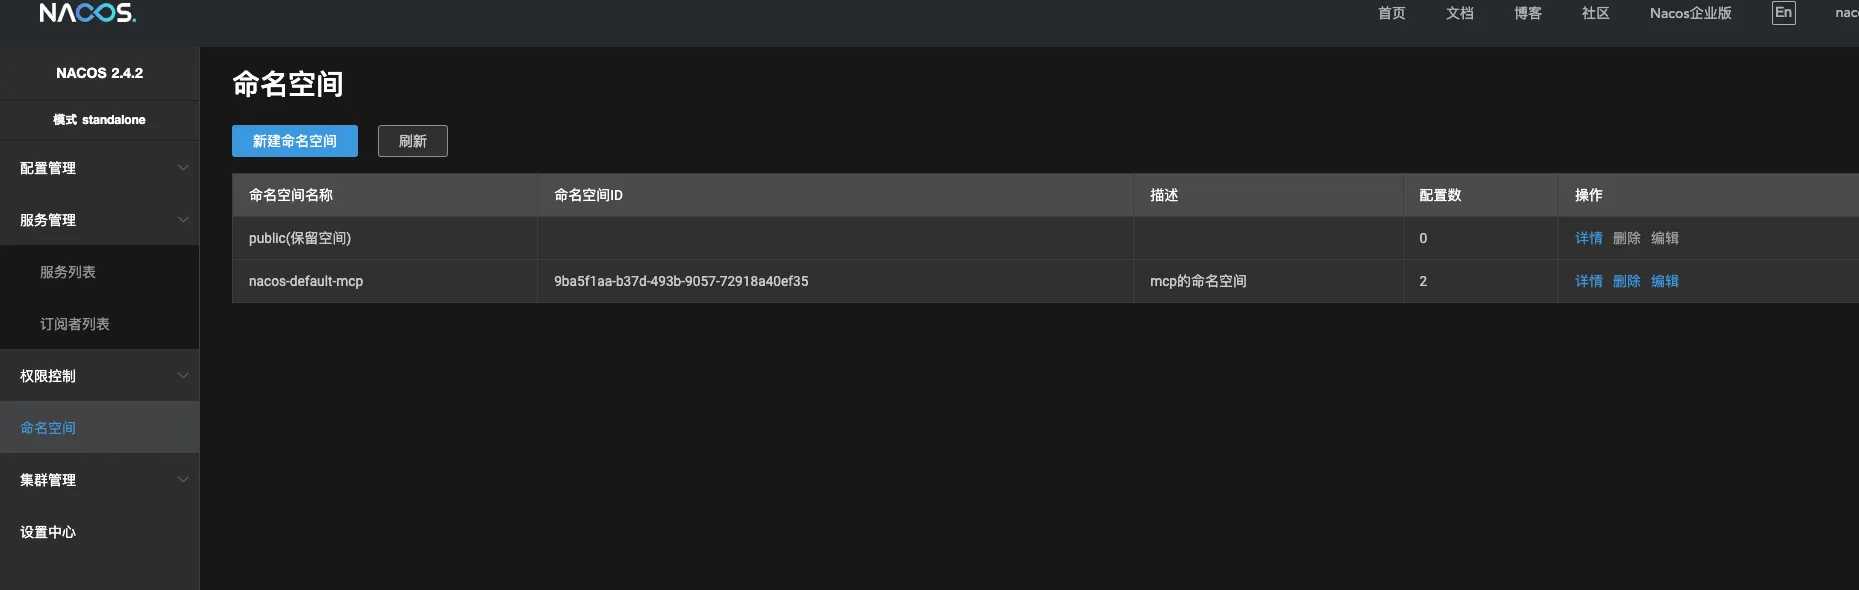 NACOS.
首页 文档 博客 社区 Nacos企业版 En nac
NACOS 2.4.2
模式 standalone
配置管理
服务管理
服务列表
订阅者列表
权限控制
命名空间
集群管理
设置中心
命名空间
新建命名空间 刷新
命名空间名称 命名空间ID 描述 配置数 操作
public(保留空间) 0 详情 删除 编辑
nacos-default-mcp 9ba5f1aa-b37d-493b-9057-72918a40ef35 mcp的命名空间 2 详情 删除 编辑